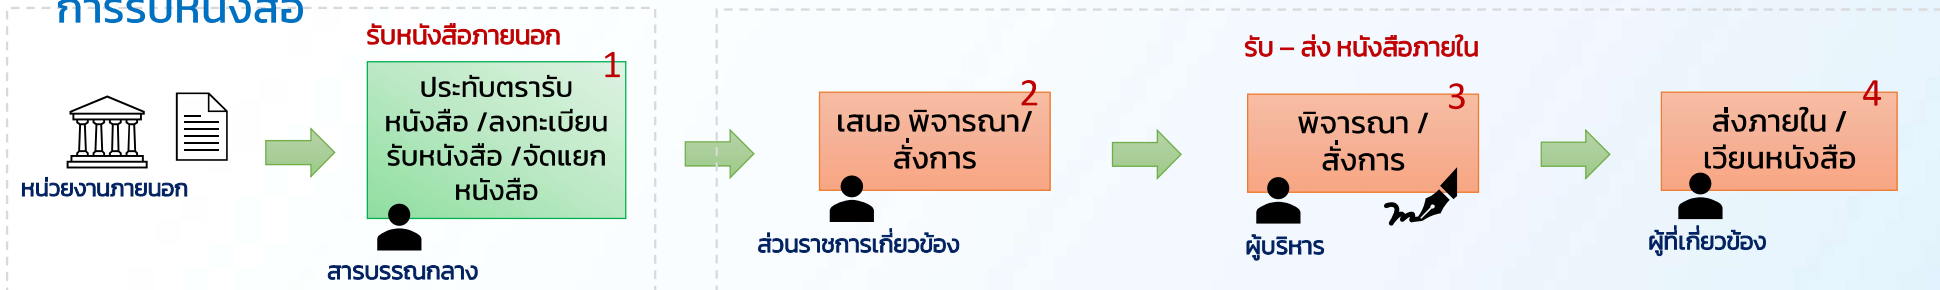 การรับหนังสือ
รับหนังสือภายนอก
1
ประทับตรารับ
หนังสือ /ลงทะเบียน
รับหนังสือ /จัดแยก
หนังสือ
หน่วยงานภายนอก
สารบรรณกลาง
รับ – ส่ง หนังสือภายใน
2
เสนอ พิจารณา/
สั่งการ
ส่วนราชการเกี่ยวข้อง
3
พิจารณา /
สั่งการ
ผู้บริหาร
4
ส่งภายใน /
เวียนหนังสือ
ผู้ที่เกี่ยวข้อง